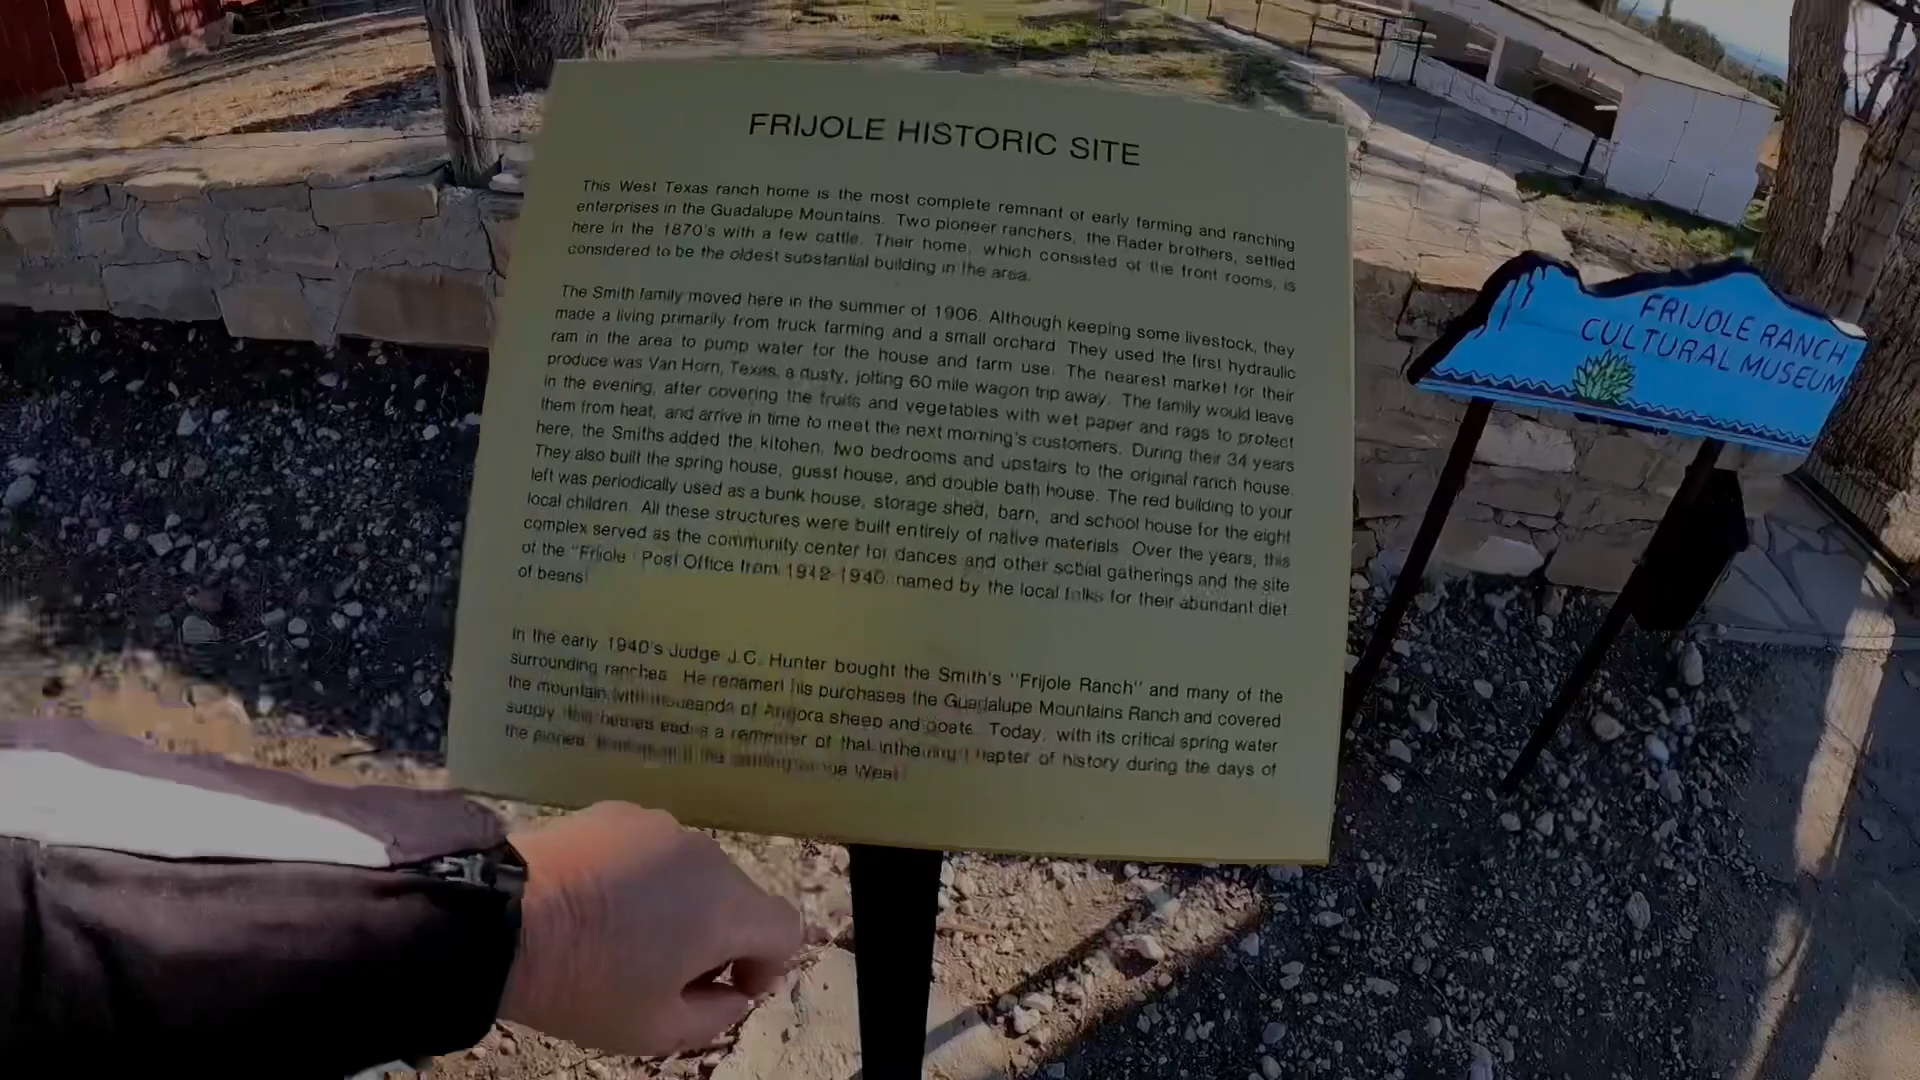 FRIJOLE HISTORIC SITE
This West Texas ranch home is the most complete remnant of early farming and ranching
enterprises in the Guadalupe Mountains. Two pioneer ranchers, the Rader brothers, settled
here in the 1870's with a few cattle. Their home, which consisted of the front rooms, is
considered to be the oldest substantial building in the area.
The Smith family moved here in the summer of 1906. Although keeping some livestock, they
made a living primarily from truck farming and a small orchard. They used the first hydraulic
ram in the area to pump water for the house and farm use. The nearest market for their
produce was Van Horn, Texas, a dusty, jolting 60 mile wagon trip away. The family would leave
in the evening, after covering the fruits and vegetables with wet paper and rags to protect
them from heat, and arrive in time to meet the next morning's customers. During their 34 years
here, the Smiths added the kitchen, two bedrooms and upstairs to the original ranch house.
They also built the spring house, guest house, and double bath house. The red building to your
left was periodically used as a bunk house, storage shed, barn, and school house for the eight
local children. All these structures were built entirely of native materials. Over the years, this
complex served as the community center for dances and other social gatherings and the site
of the "Frijole" Post Office from 1912-1940, named by the local folks for their abundant diet
of beans!
In the early 1940's Judge J.C. Hunter bought the Smith's "Frijole Ranch" and many of the
surrounding ranches. He renamed his purchases the Guadalupe Mountains Ranch and covered
the mountain with thousands of Angora sheep and goats. Today, with its critical spring water
supply, this a reminder of that chapter of history during the days of
the West
FRIJOLE RANCH
CULTURAL MUSEUM